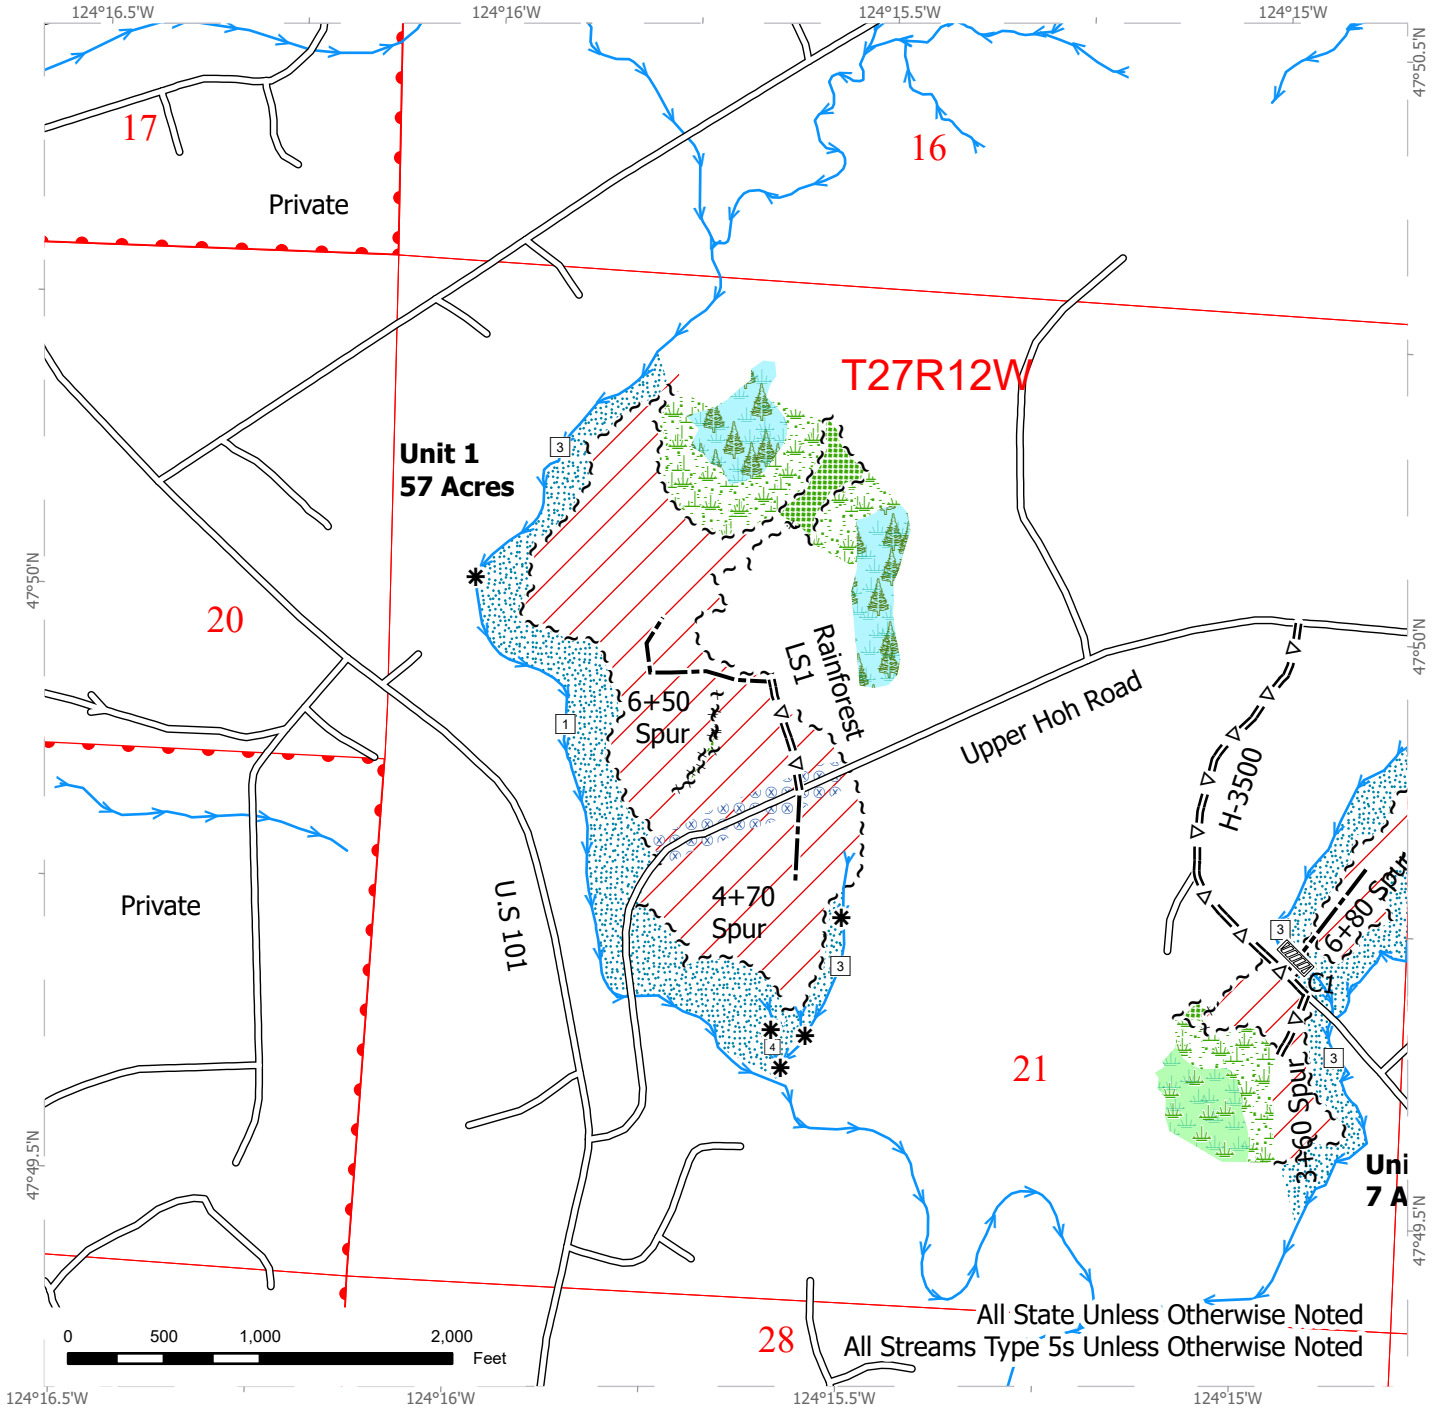 124°16.5'W
124°16'W
124°15.5'W
124°15'W
47°50.5'N
17
16
Private
T27R12W
3
Unit 1
57 Acres
47°50'N
20
47°50'N
Rainforest
LS1
6+50
Spur
1
Upper Hoh Road
H-3500
4+70
Spur
Private
U.S 101
6+80 Spur
3
3
C1
4
21
3
3+60 Spur
47°49.5'N
Uni
7 A
47°49.5'N
All State Unless Otherwise Noted
28
All Streams Type 5s Unless Otherwise Noted
0 500 1,000 2,000
Feet
124°16.5'W
124°16'W
124°15.5'W
124°15'W